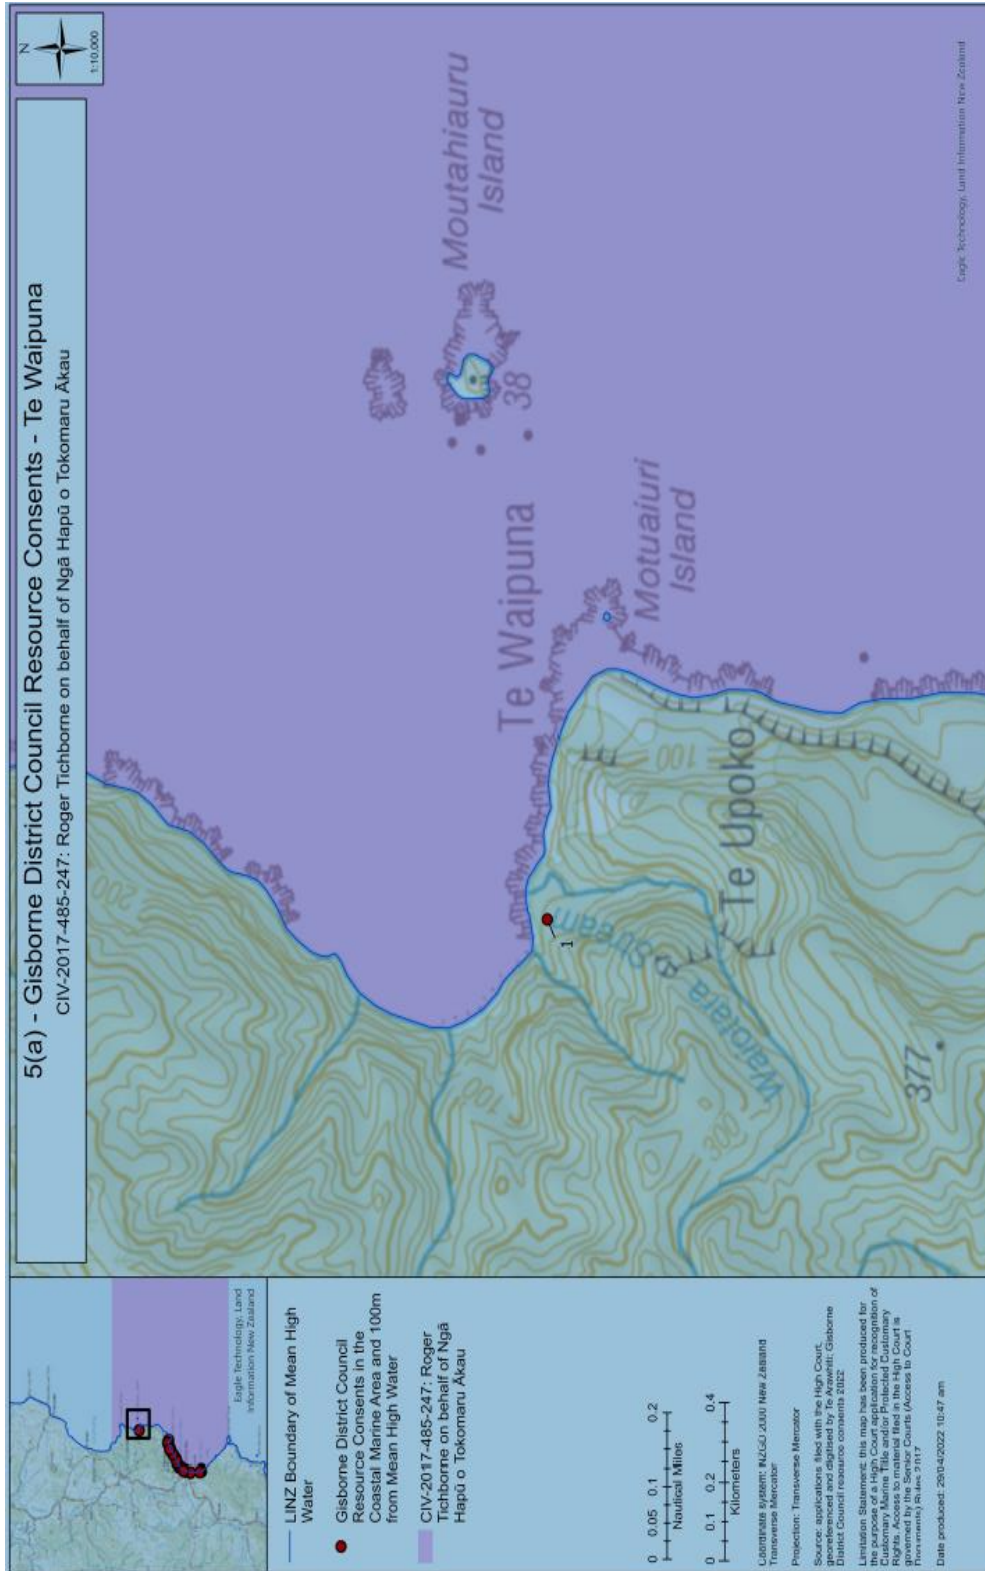 5(a) - Gisborne District Council Resource Consents - Te Waipuna
CIV-2017-485-247: Roger Tichborne on behalf of Ngā Hapū o Tokomaru Ākau
N
1:10,000
Moutahiauru
Island
38
Te Waipuna
Motuaiuri
Island
200
100
100
Te Upoko
1
Waiotara Stream
100
300
377
Eagle Technology, Land Information New Zealand
Eagle Technology, Land
Information New Zealand
LINZ Boundary of Mean High
Water
Gisborne District Council
Resource Consents in the
Coastal Marine Area and 100m
from Mean High Water
CIV-2017-485-247: Roger
Tichborne on behalf of Ngā
Hapū o Tokomaru Ākau
0 0.05 0.1 0.2
Nautical Miles
0 0.1 0.2 0.4
Kilometers
Coordinate system: NZGD 2000 New Zealand
Transverse Mercator
Projection: Transverse Mercator
Source: applications filed with the High Court,
georeferenced and digitised by Te Arawhiti; Gisborne
District Council resource consents 2022
Limitation Statement: this map has been produced for
the purpose of a High Court application for recognition of
Customary Marine Title and/or Protected Customary
Rights. Access to material filed in the High Court is
governed by the Senior Courts (Access to Court
Documents) Rules 2017
Date produced: 29/04/2022 10:47 am